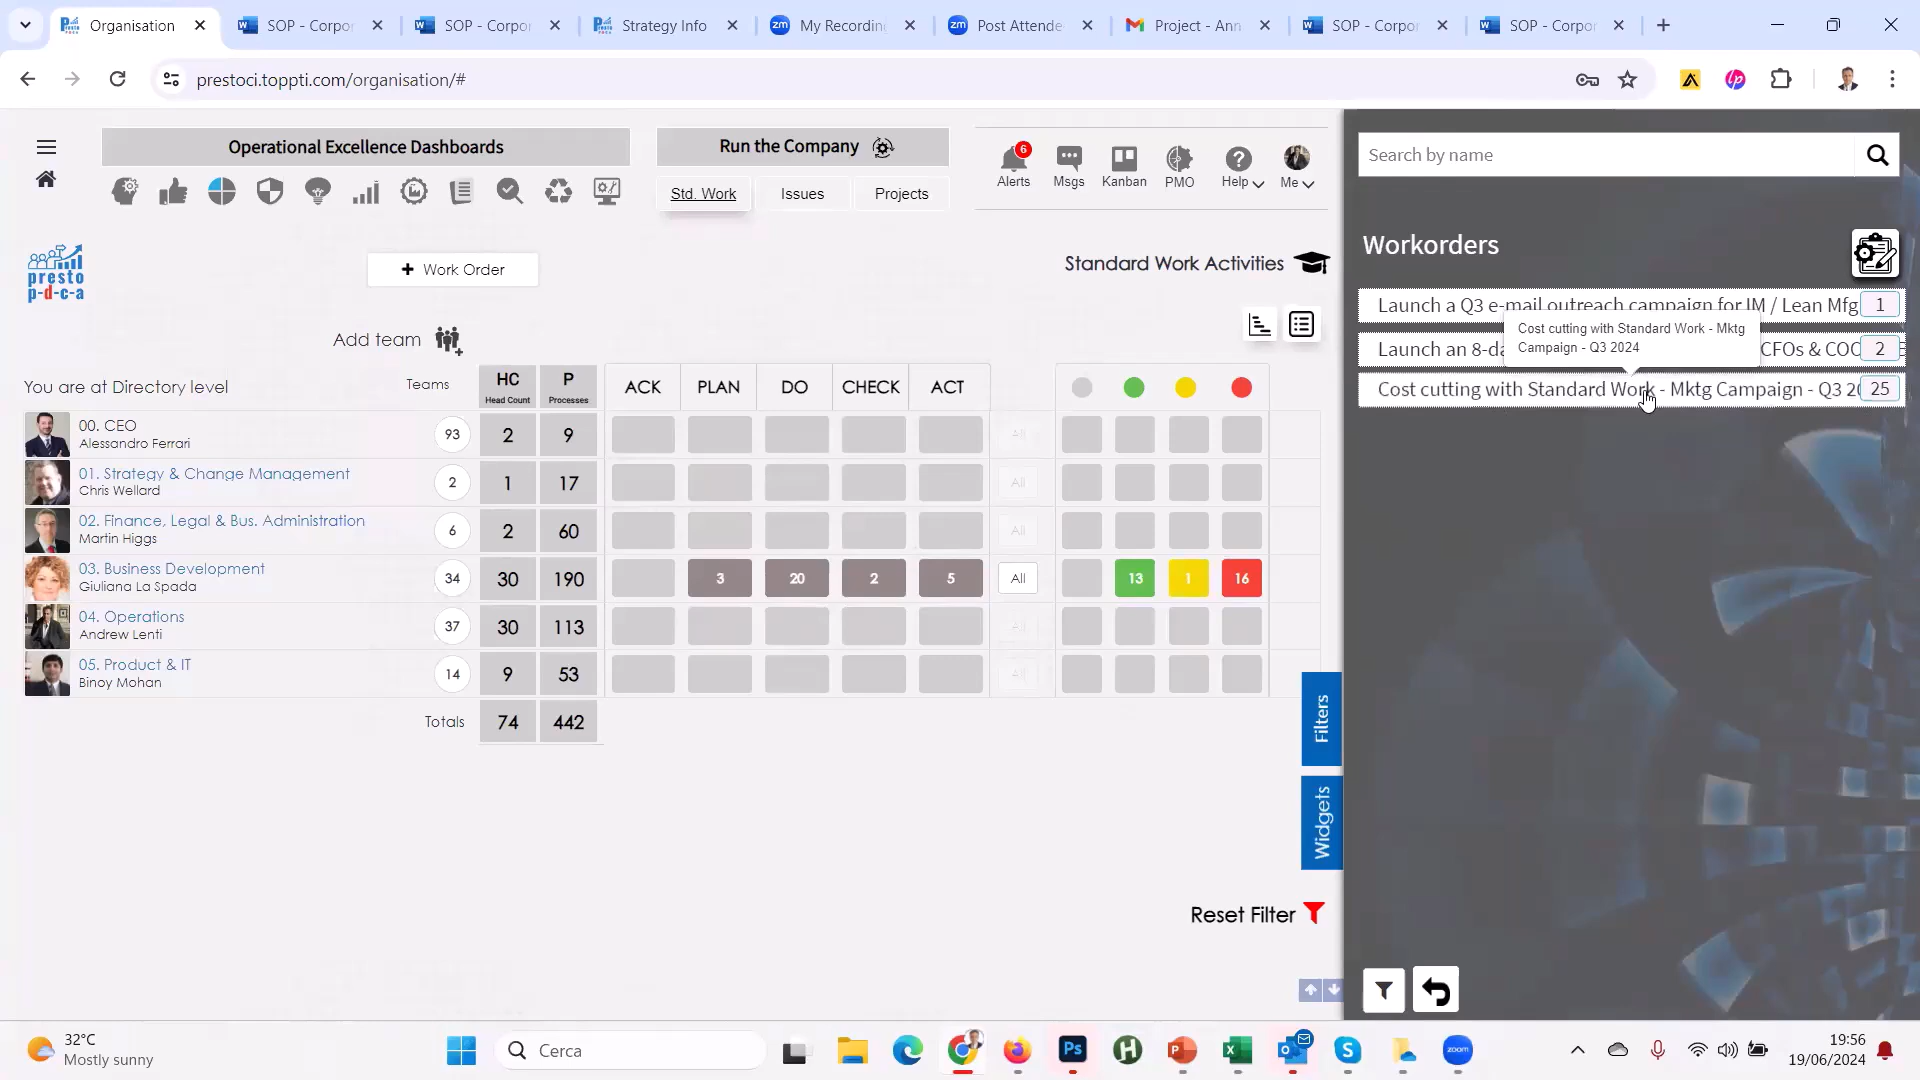 Organisation
SOP - Corpor
SOP - Corpor
Strategy Info
My Recording
Post Attende
Project - Ann
SOP - Corpor
SOP - Corpor
prestoci.toppti.com/organisation/#
Operational Excellence Dashboards
Run the Company
Std. Work
Issues
Projects
6
Alerts
Msgs
Kanban
PMO
Help
Me
Search by name
presto
p-d-c-a
+ Work Order
Standard Work Activities
Add team
You are at Directory level
Teams
HC
Head Count
P
Processes
ACK
PLAN
DO
CHECK
ACT
00. CEO
Alessandro Ferrari
93
2
9
All
01. Strategy & Change Management
Chris Wellard
2
1
17
All
02. Finance, Legal & Bus. Administration
Martin Higgs
6
2
60
All
03. Business Development
Giuliana La Spada
34
30
190
3
20
2
5
All
13
1
16
04. Operations
Andrew Lenti
37
30
113
All
05. Product & IT
Binoy Mohan
14
9
53
All
Totals
74
442
Filters
Widgets
Reset Filter
Workorders
Launch a Q3 e-mail outreach campaign for IM / Lean Mfg
1
Launch an 8-da
CFOs & COO
2
Cost cutting with Standard Work - Mktg Campaign - Q3 20
25
Cost cutting with Standard Work - Mktg
Campaign - Q3 2024
32°C
Mostly sunny
Cerca
zoom
19:56
19/06/2024